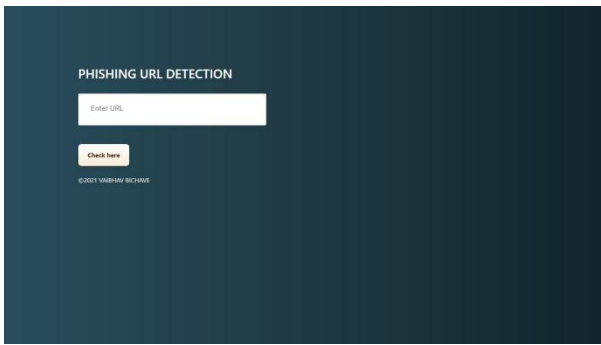 PHISHING URL DETECTION
Enter URL
Check here
©2021 VAIBHAV BICHAVE